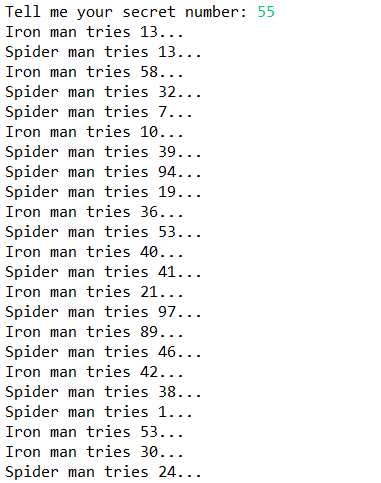 Tell me your secret number: 55
Iron man tries 13...
Spider man tries 13...
Iron man tries 58...
Spider man tries 32...
Spider man tries 7...
Iron man tries 10...
Spider man tries 39...
Spider man tries 94...
Spider man tries 19...
Iron man tries 36...
Spider man tries 53...
Iron man tries 40...
Spider man tries 41...
Iron man tries 21...
Spider man tries 97...
Iron man tries 89...
Spider man tries 46...
Iron man tries 42...
Spider man tries 38...
Spider man tries 1...
Iron man tries 53...
Iron man tries 30...
Spider man tries 24...